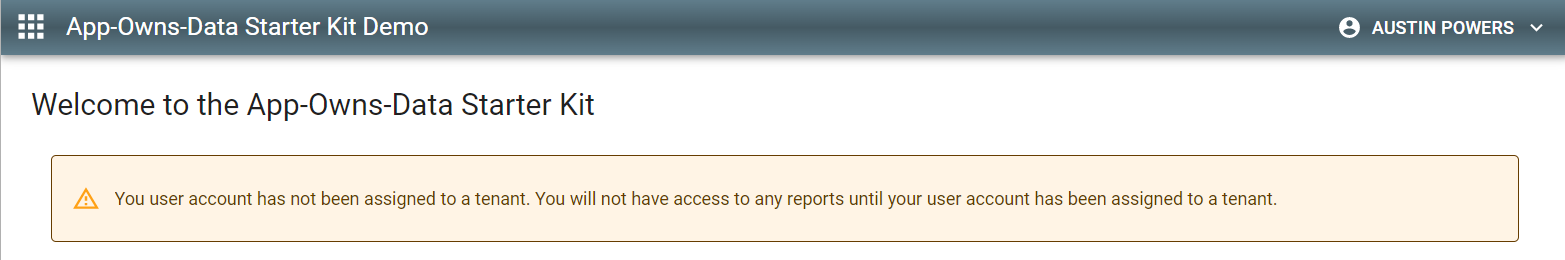 App-Owns-Data Starter Kit Demo
AUSTIN POWERS
Welcome to the App-Owns-Data Starter Kit
You user account has not been assigned to a tenant. You will not have access to any reports until your user account has been assigned to a tenant.